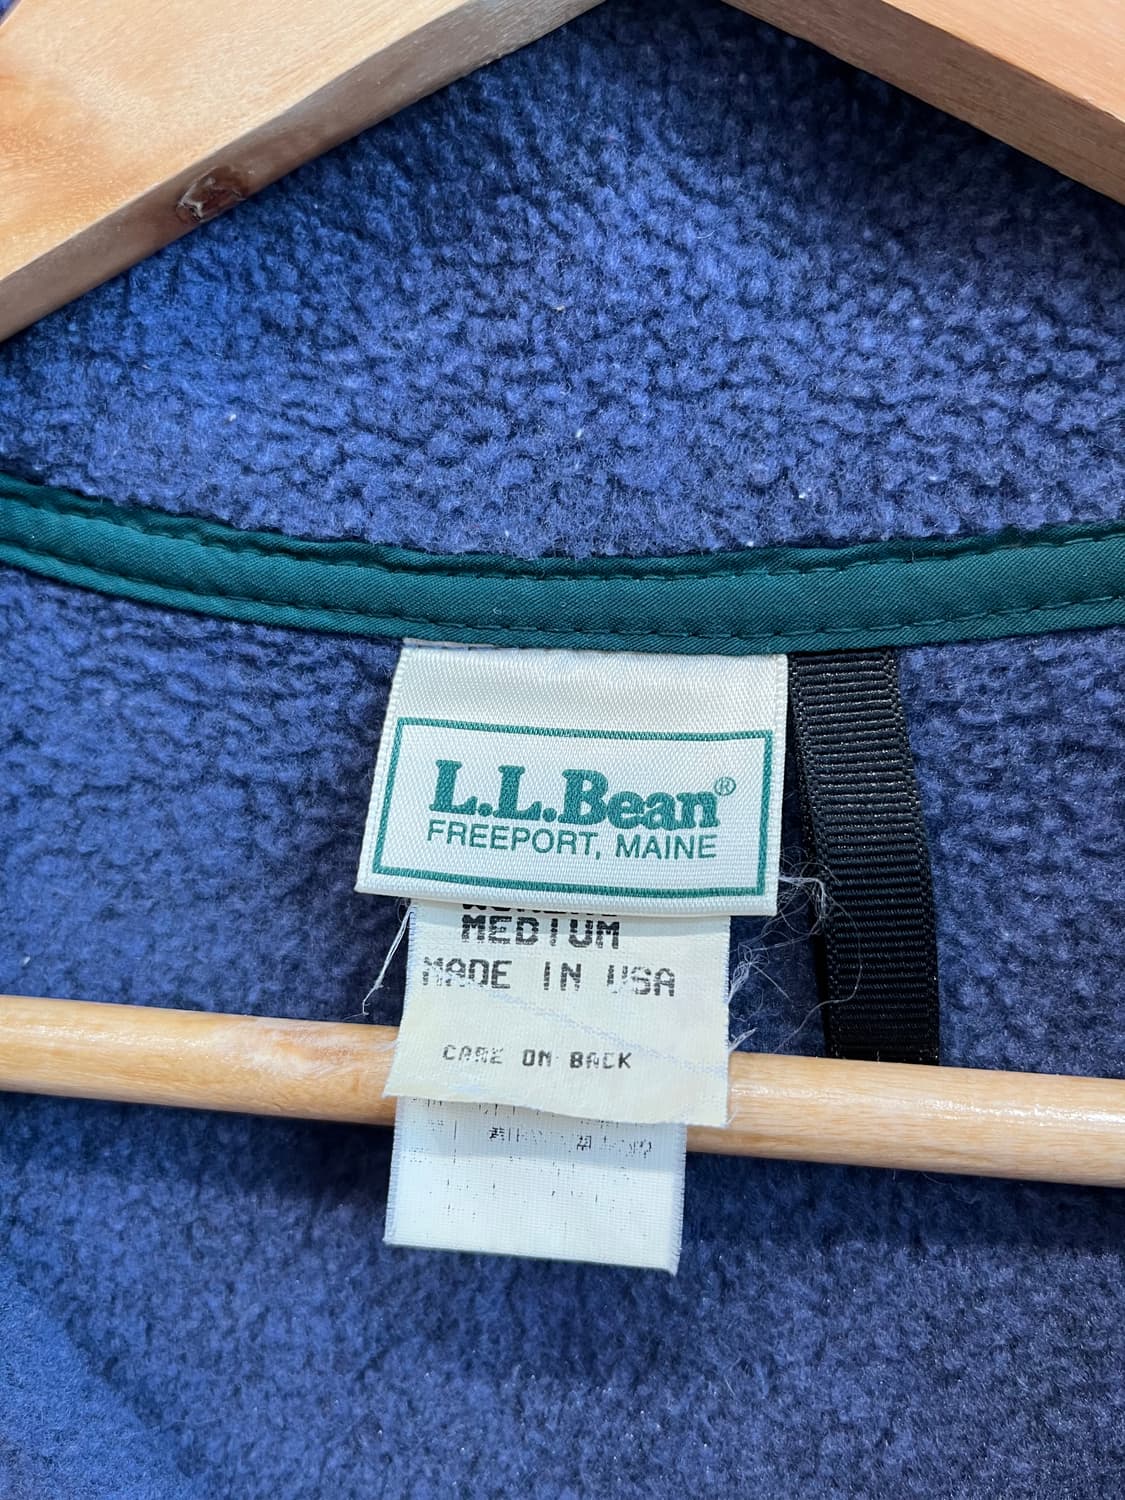 L.L.Bean®
FREEPORT, MAINE
MEDIUM
MADE IN USA
CARE ON BACK